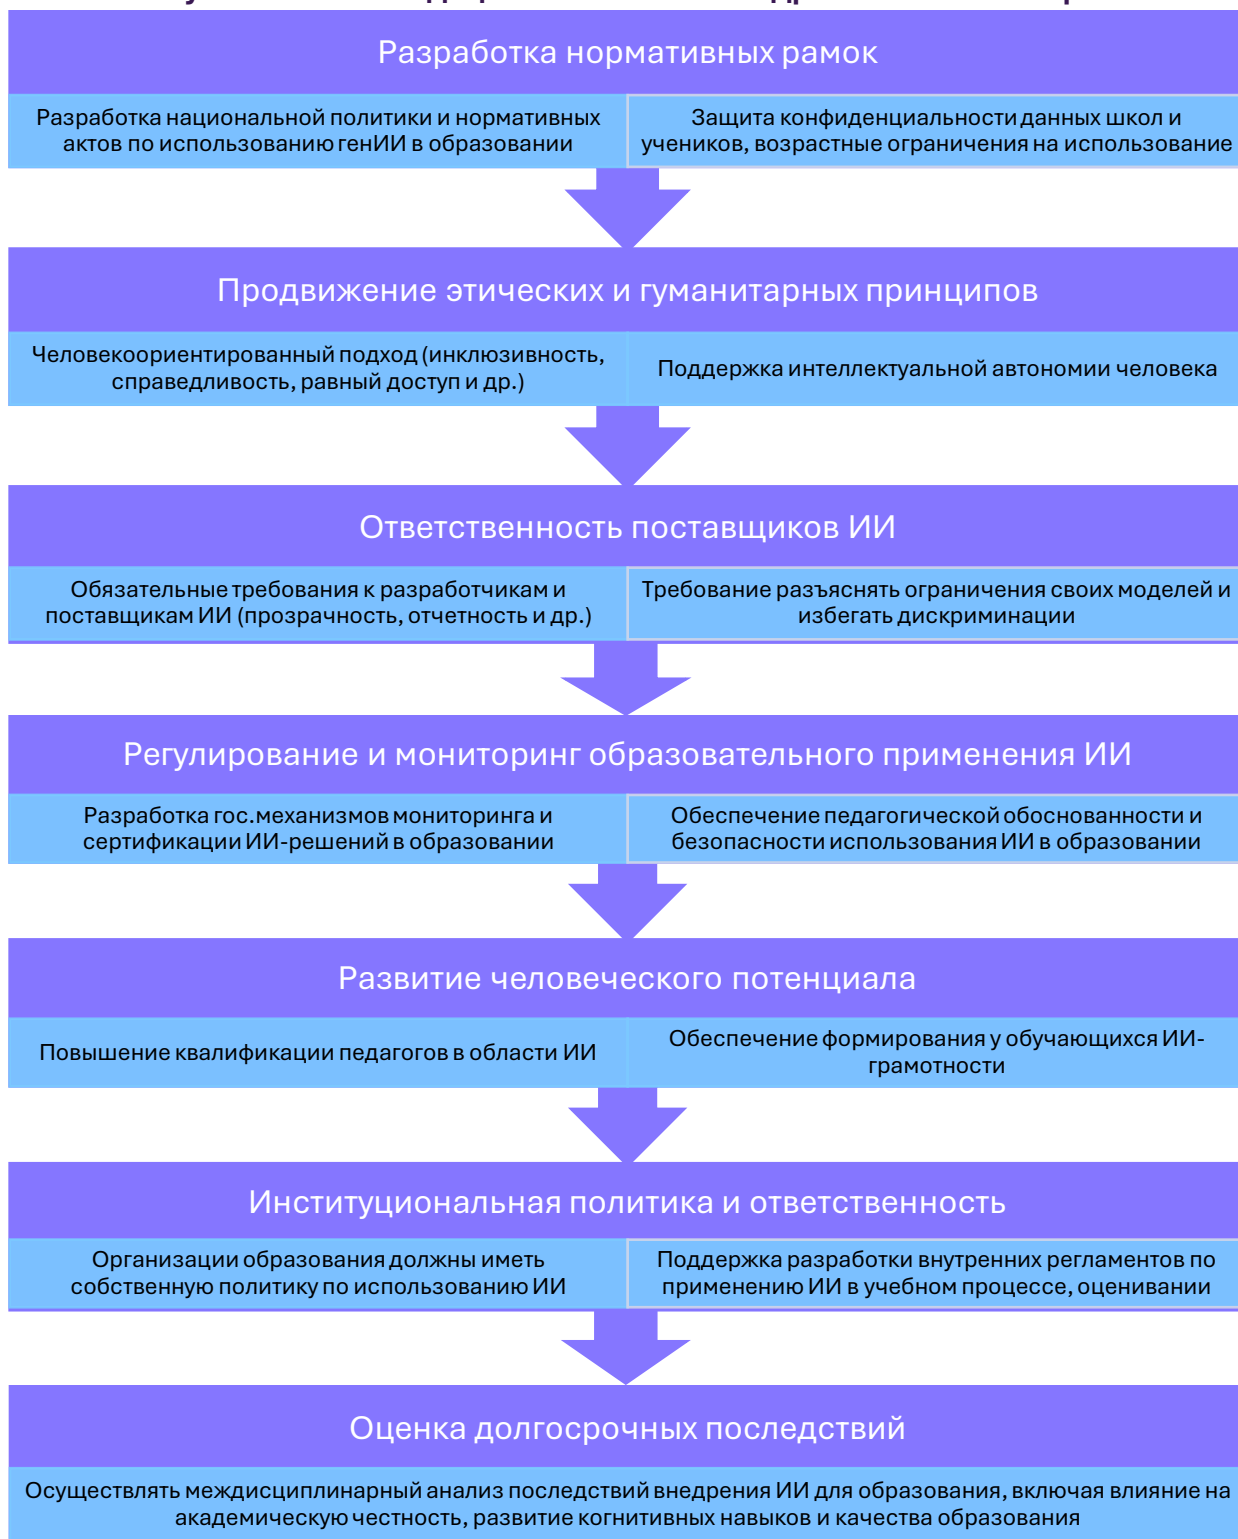 Разработка нормативных рамок
Разработка национальной политики и нормативных
актов по использованию генИИ в образовании
Защита конфиденциальности данных школ и
учеников, возрастные ограничения на использование
Продвижение этических и гуманитарных принципов
Человекоориентированный подход (инклюзивность,
справедливость, равный доступ и др.)
Поддержка интеллектуальной автономии человека
Ответственность поставщиков ИИ
Обязательные требования к разработчикам и
поставщикам ИИ (прозрачность, отчетность и др.)
Требование разъяснять ограничения своих моделей и
избегать дискриминации
Регулирование и мониторинг образовательного применения ИИ
Разработка гос.механизмов мониторинга и
сертификации ИИ-решений в образовании
Обеспечение педагогической обоснованности и
безопасности использования ИИ в образовании
Развитие человеческого потенциала
Повышение квалификации педагогов в области ИИ
Обеспечение формирования у обучающихся ИИ-
грамотности
Институциональная политика и ответственность
Организации образования должны иметь
собственную политику по использованию ИИ
Поддержка разработки внутренних регламентов по
применению ИИ в учебном процессе, оценивании
Оценка долгосрочных последствий
Осуществлять междисциплинарный анализ последствий внедрения ИИ для образования, включая влияние на
академическую честность, развитие когнитивных навыков и качества образования